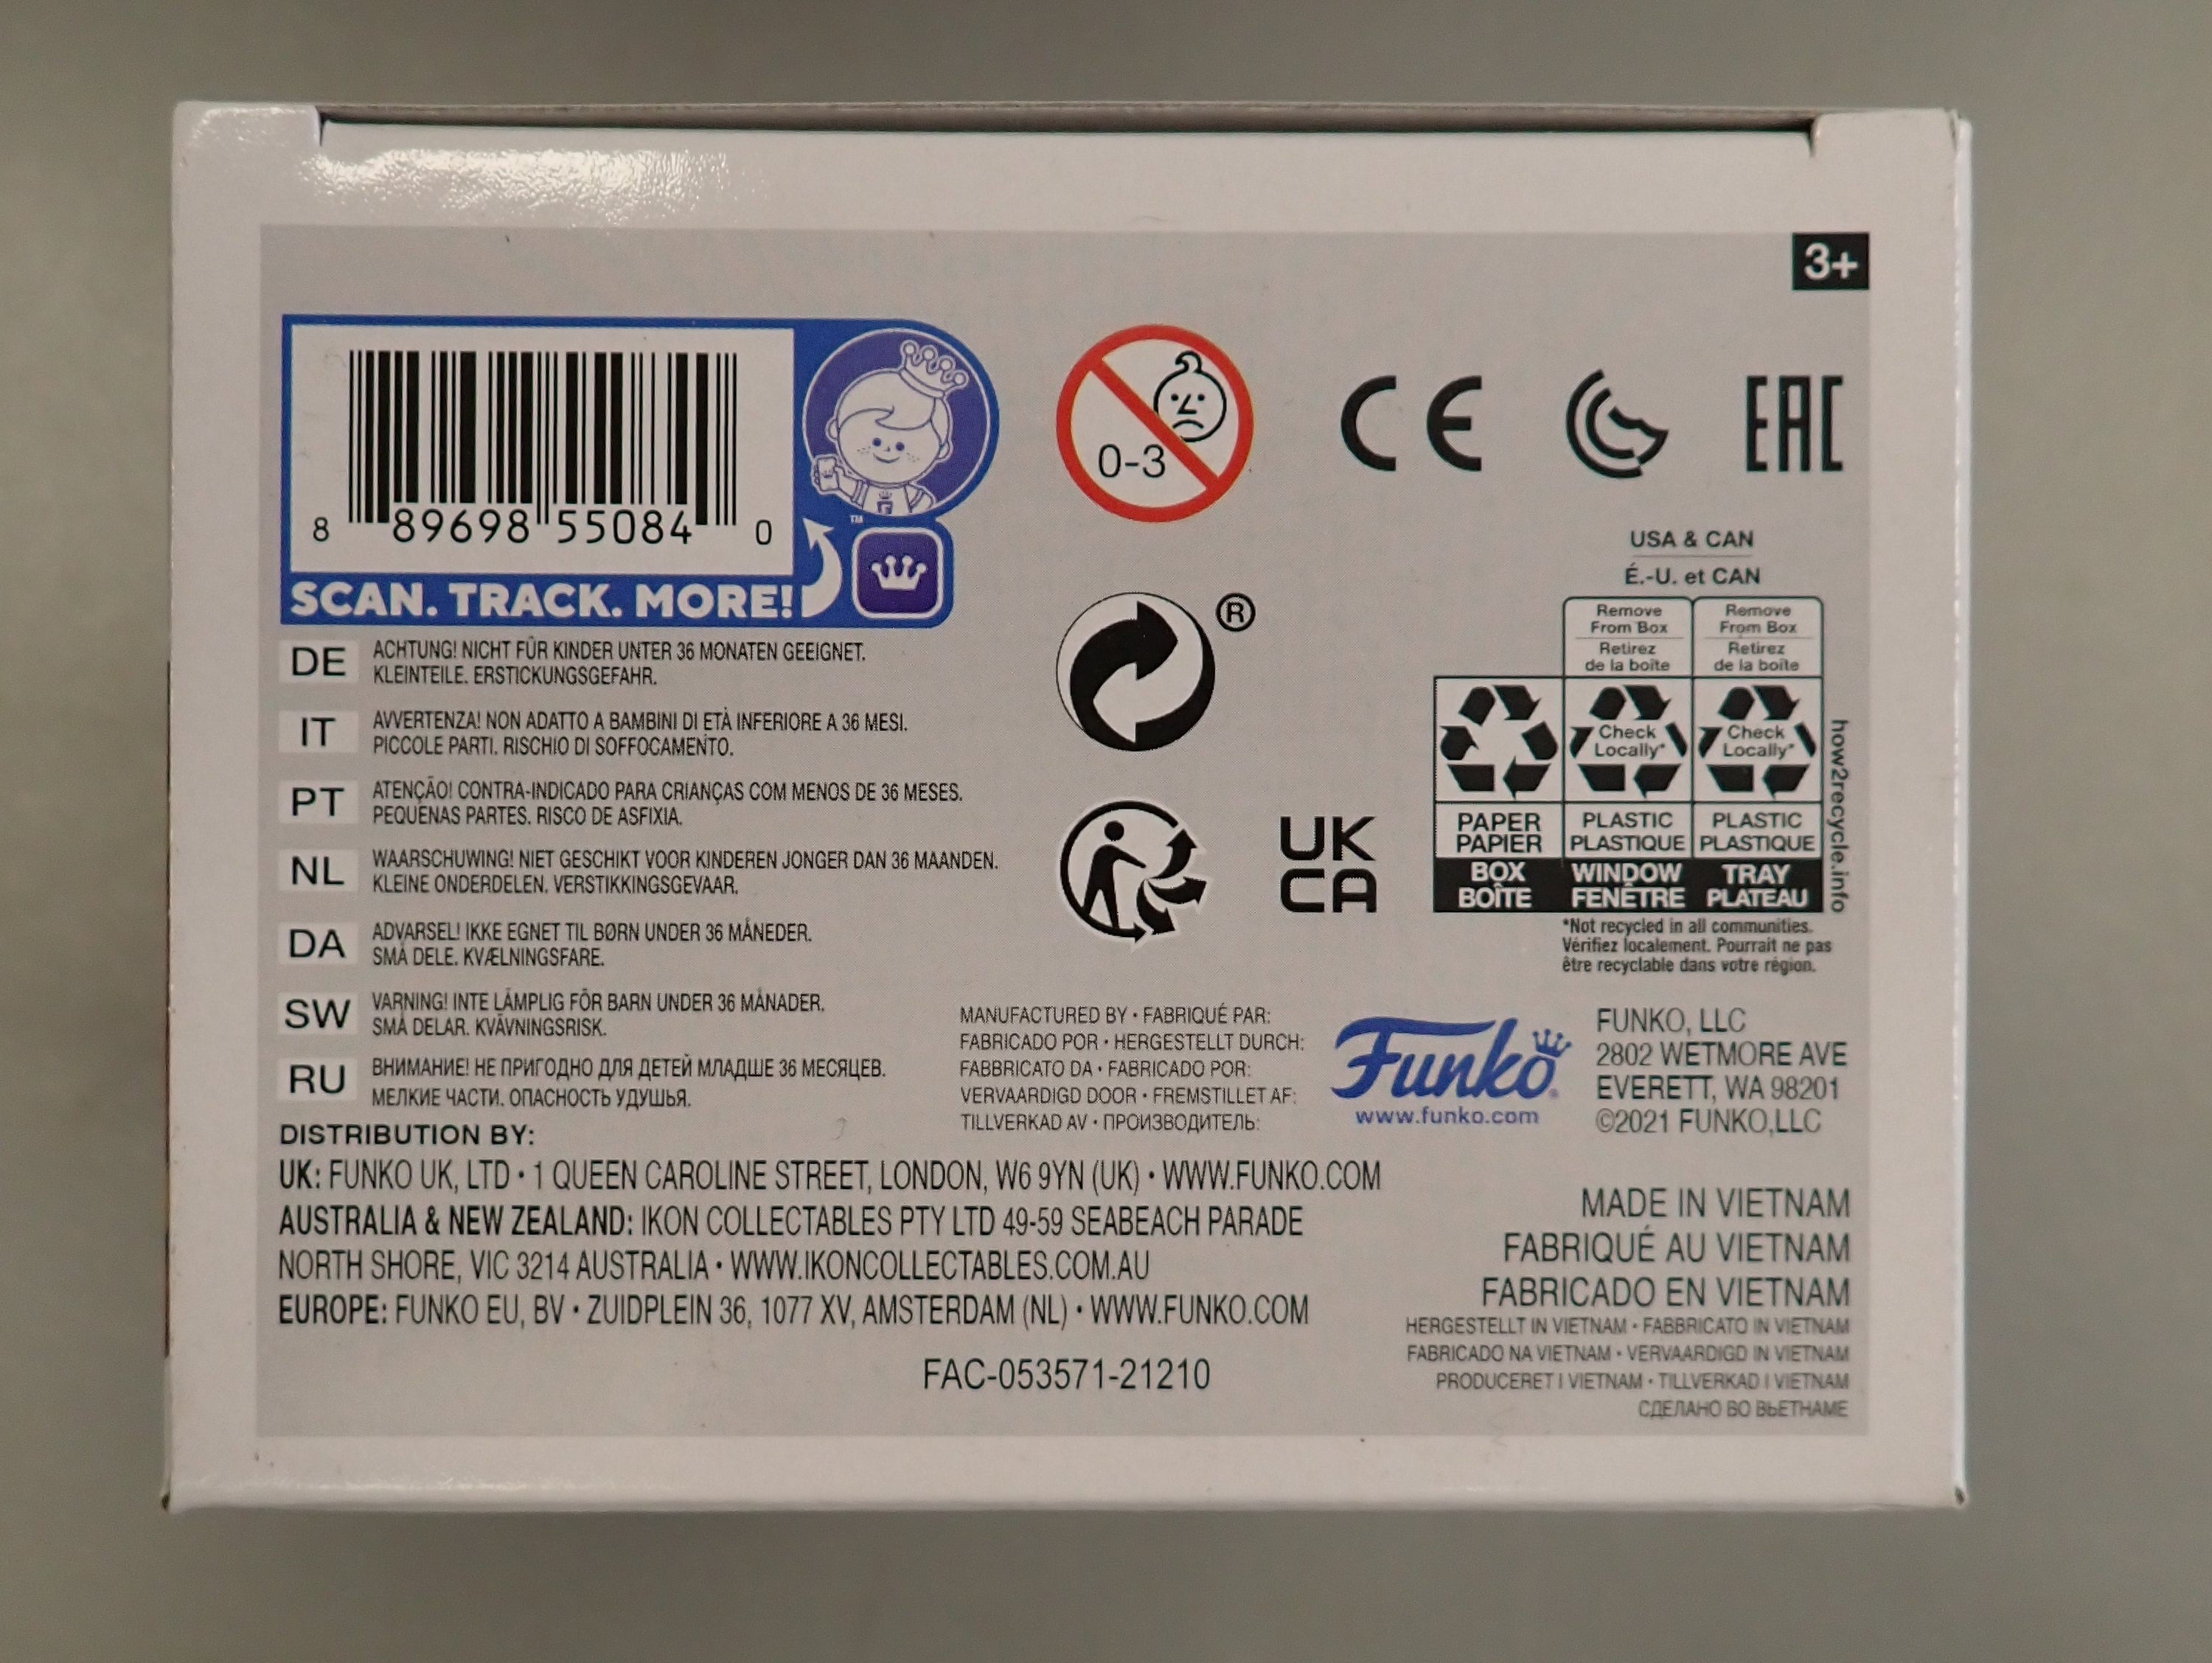 3+
8 89698 55084 0
™
SCAN. TRACK. MORE!
0-3
CE
EAC
USA & CAN
É.-U. et CAN
Remove
From Box
Retirez
de la boîte
Remove
From Box
Retirez
de la boîte
®
Check
Locally*
Check
Locally*
PAPER
PAPIER
PLASTIC
PLASTIQUE
PLASTIC
PLASTIQUE
BOX
BOÎTE
WINDOW
FENÊTRE
TRAY
PLATEAU
how2recycle.info
*Not recycled in all communities.
Vérifiez localement. Pourrait ne pas
être recyclable dans votre région.
UK
CA
DE ACHTUNG! NICHT FÜR KINDER UNTER 36 MONATEN GEEIGNET.
KLEINTEILE. ERSTICKUNGSGEFAHR.
IT AVVERTENZA! NON ADATTO A BAMBINI DI ETÀ INFERIORE A 36 MESI.
PICCOLE PARTI. RISCHIO DI SOFFOCAMENTO.
PT ATENÇÃO! CONTRA-INDICADO PARA CRIANÇAS COM MENOS DE 36 MESES.
PEQUENAS PARTES. RISCO DE ASFIXIA.
NL WAARSCHUWING! NIET GESCHIKT VOOR KINDEREN JONGER DAN 36 MAANDEN.
KLEINE ONDERDELEN. VERSTIKKINGSGEVAAR.
DA ADVARSEL! IKKE EGNET TIL BØRN UNDER 36 MÅNEDER.
SMÅ DELE. KVÆLNINGSFARE.
SW VARNING! INTE LÄMPLIG FÖR BARN UNDER 36 MÅNADER.
SMÅ DELAR. KVÄVNINGSRISK.
RU ВНИМАНИЕ! НЕ ПРИГОДНО ДЛЯ ДЕТЕЙ МЛАДШЕ 36 МЕСЯЦЕВ.
МЕЛКИЕ ЧАСТИ. ОПАСНОСТЬ УДУШЬЯ.
MANUFACTURED BY • FABRIQUÉ PAR:
FABRICADO POR • HERGESTELLT DURCH:
FABBRICATO DA • FABRICADO POR:
VERVAARDIGD DOOR • FREMSTILLET AF:
TILLVERKAD AV • ПРОИЗВОДИТЕЛЬ:
Funko®
www.funko.com
FUNKO, LLC
2802 WETMORE AVE
EVERETT, WA 98201
©2021 FUNKO,LLC
DISTRIBUTION BY:
UK: FUNKO UK, LTD • 1 QUEEN CAROLINE STREET, LONDON, W6 9YN (UK) • WWW.FUNKO.COM
AUSTRALIA & NEW ZEALAND: IKON COLLECTABLES PTY LTD 49-59 SEABEACH PARADE
NORTH SHORE, VIC 3214 AUSTRALIA • WWW.IKONCOLLECTABLES.COM.AU
EUROPE: FUNKO EU, BV • ZUIDPLEIN 36, 1077 XV, AMSTERDAM (NL) • WWW.FUNKO.COM
FAC-053571-21210
MADE IN VIETNAM
FABRIQUÉ AU VIETNAM
FABRICADO EN VIETNAM
HERGESTELLT IN VIETNAM • FABBRICATO IN VIETNAM
FABRICADO NA VIETNAM • VERVAARDIGD IN VIETNAM
PRODUCERET I VIETNAM • TILLVERKAD I VIETNAM
СДЕЛАНО ВО ВЬЕТНАМЕ